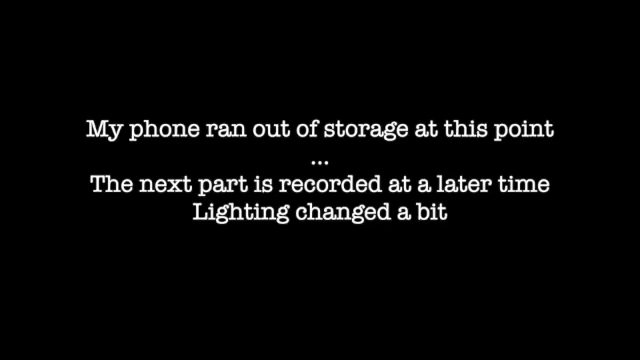 My phone ran out of storage at this point
...
The next part is recorded at a later time
Lighting changed a bit